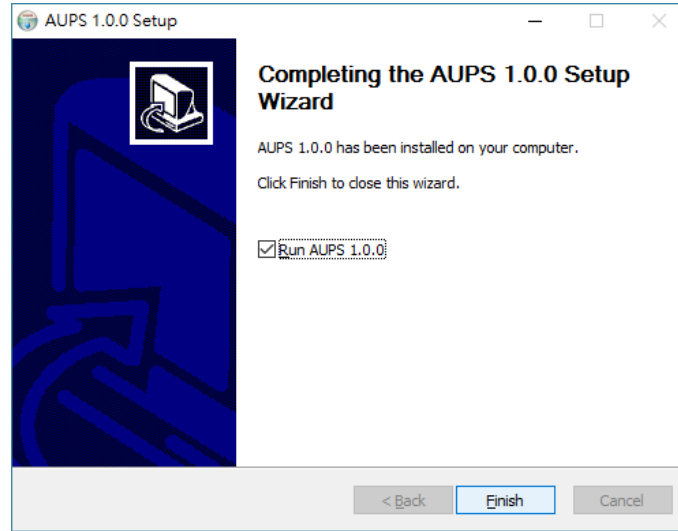 AUPS 1.0.0 Setup
Completing the AUPS 1.0.0 Setup
Wizard
AUPS 1.0.0 has been installed on your computer.
Click Finish to close this wizard.
Run AUPS 1.0.0
< Back
Finish
Cancel